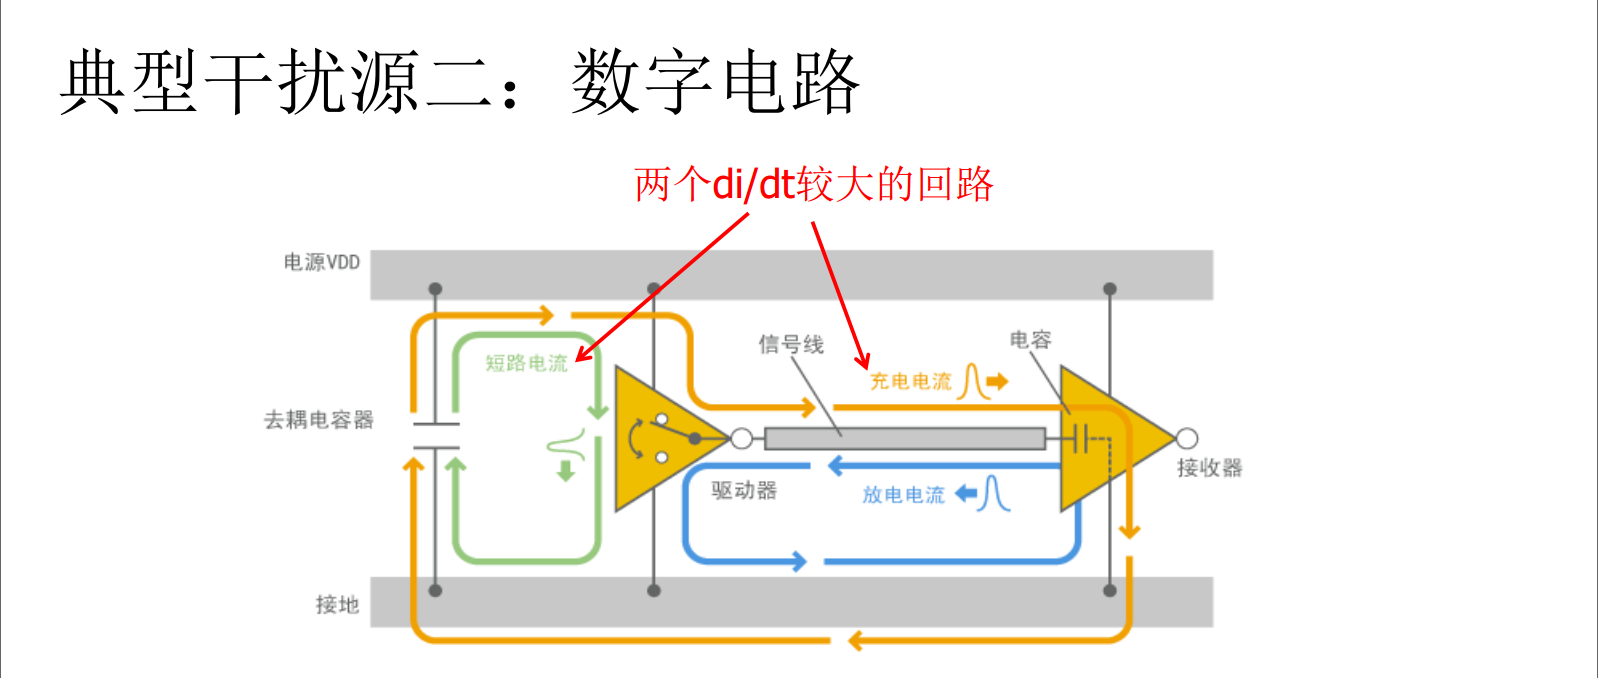 典型干扰源二：数字电路
两个di/dt较大的回路
电源VDD
信号线
电容
短路电流
充电电流
去耦电容器
接收器
驱动器
放电电流
接地